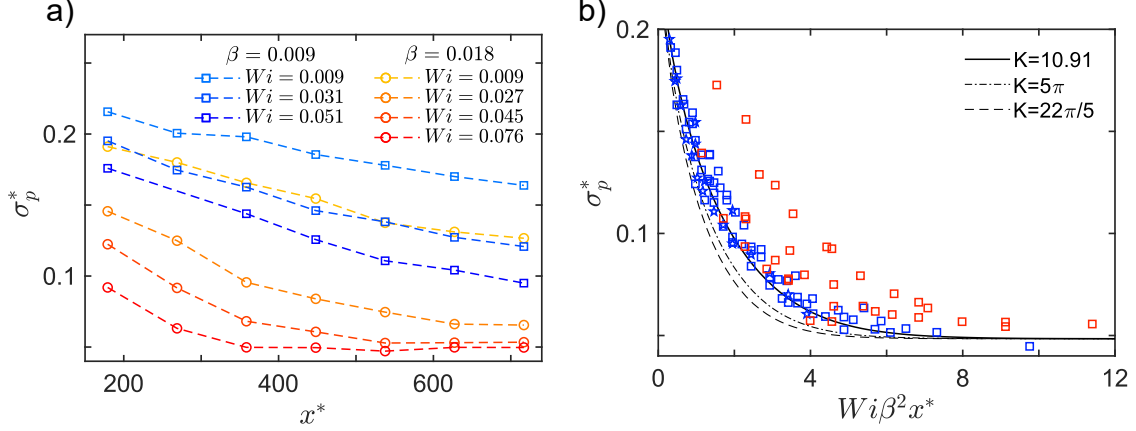 a)
β = 0.009
β = 0.018
Wi = 0.009
Wi = 0.009
Wi = 0.031
Wi = 0.027
Wi = 0.051
Wi = 0.045
Wi = 0.076
0.2
0.1
σ*p
200
400
600
x*
b)
K=10.91
K=5π
K=22π/5
0.2
0.1
σ*p
0
4
8
12
Wiβ²x*